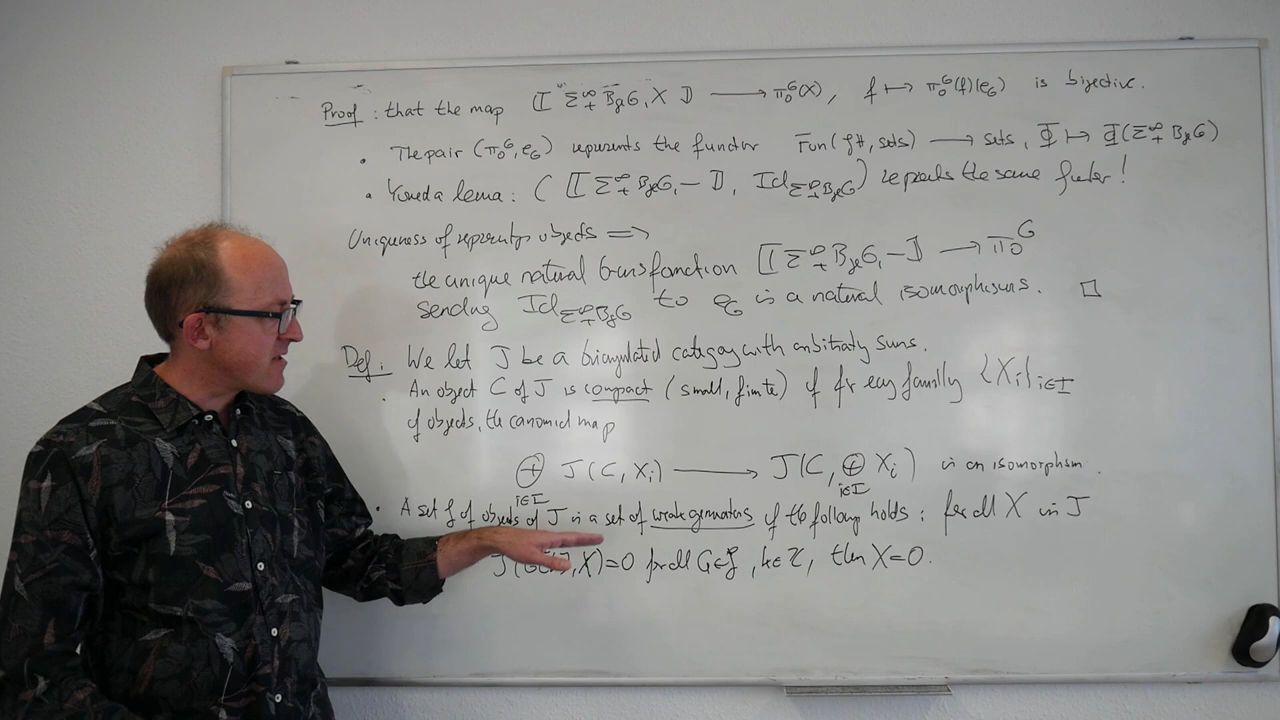 Proof : that the map ⟦ Σ^∞_+ B_gl G, X ⟧ ⟶ π_0^G(X), f ↦ π_0^G(f)(e_G) is bijective.
• The pair (π_0^G, e_G) represents the functor Fun(GH, sets) ⟶ sets, Φ ↦ Φ(Σ^∞_+ B_gl G)
• Yoneda lema : ( ⟦ Σ^∞_+ B_gl G, – ⟧, Id_{Σ^∞_+ B_gl G} ) repreents the same functor !
Uniqueness of representing objects ⟹
the unique natural transformation ⟦ Σ^∞_+ B_gl G, – ⟧ ⟶ π_0^G
sending Id_{Σ^∞_+ B_gl G} to e_G is a natural isomorphism. □
Def : We let J be a triangulated category with arbitrary sums.
• An object C of J is compact (small, finite) if for every family {X_i}_{i∈I}
of objects, the canonical map
⊕_{i∈I} J(C, X_i) ⟶ J(C, ⊕_{i∈I} X_i) is an isomorphism.
• A set G of objects of J is a set of weak generators if the following holds : for all X in J
J(G[k], X) = 0 for all G∈G, k∈ℤ, then X=0.